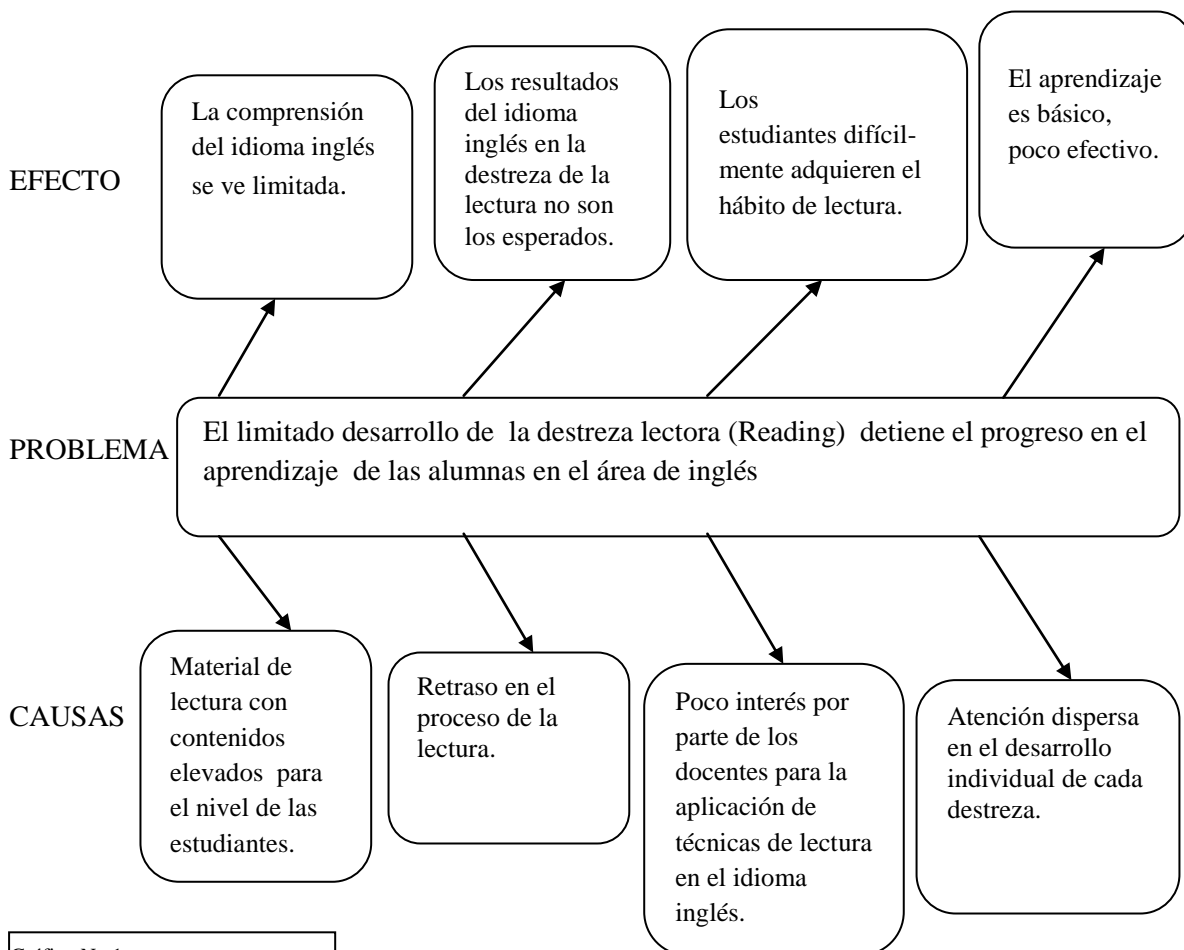 La comprensión
del idioma inglés
se ve limitada.
Los resultados
del idioma
inglés en la
destreza de la
lectura no son
los esperados.
Los
estudiantes difícil-
mente adquieren el
hábito de lectura.
El aprendizaje
es básico,
poco efectivo.
EFECTO
PROBLEMA
El limitado desarrollo de la destreza lectora (Reading) detiene el progreso en el
aprendizaje de las alumnas en el área de inglés
CAUSAS
Material de
lectura con
contenidos
elevados para
el nivel de las
estudiantes.
Retraso en el
proceso de la
lectura.
Poco interés por
parte de los
docentes para la
aplicación de
técnicas de lectura
en el idioma
inglés.
Atención dispersa
en el desarrollo
individual de cada
destreza.